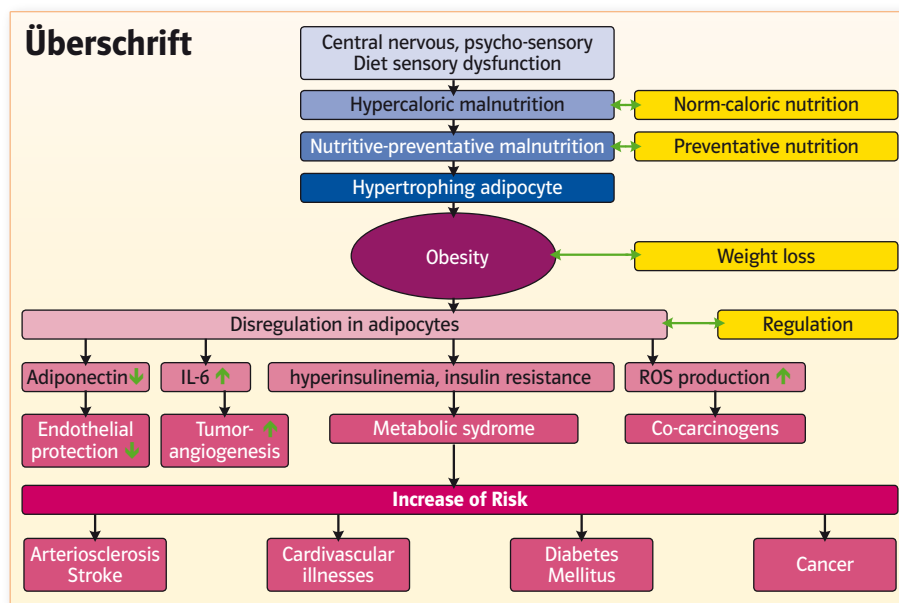 Überschrift
Central nervous, psycho-sensory
Diet sensory dysfunction
Hypercaloric malnutrition
Norm-caloric nutrition
Nutritive-preventative malnutrition
Preventative nutrition
Hypertrophing adipocyte
Obesity
Weight loss
Disregulation in adipocytes
Regulation
Adiponectin
IL-6
hyperinsulinemia, insulin resistance
ROS production
Endothelial
protection
Tumor-
angiogenesis
Metabolic sydrome
Co-carcinogens
Increase of Risk
Arteriosclerosis
Stroke
Cardivascular
illnesses
Diabetes
Mellitus
Cancer